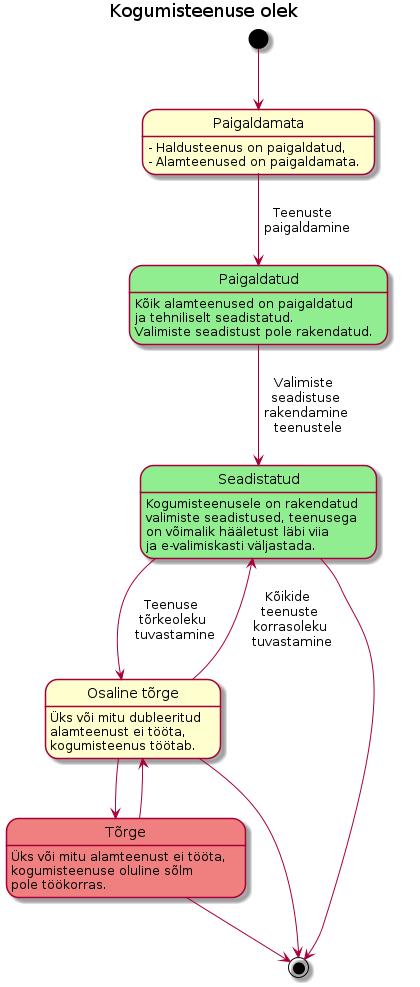 Kogumisteenuse olek
Paigaldamata
- Haldusteenus on paigaldatud,
- Alamteenused on paigaldamata.
Teenuste
paigaldamine
Paigaldatud
Kõik alamteenused on paigaldatud
ja tehniliselt seadistatud.
Valimiste seadistust pole rakendatud.
Valimiste
seadistuse
rakendamine
teenustele
Seadistatud
Kogumisteenusele on rakendatud
valimiste seadistused, teenusega
on võimalik hääletust läbi viia
ja e-valimiskasti väljastada.
Teenuse
tõrkeoleku
tuvastamine
Kõikide
teenuste
korrasoleku
tuvastamine
Osaline tõrge
Üks või mitu dubleeritud
alamteenust ei tööta,
kogumisteenus töötab.
Tõrge
Üks või mitu alamteenust ei tööta,
kogumisteenuse oluline sõlm
pole töökorras.